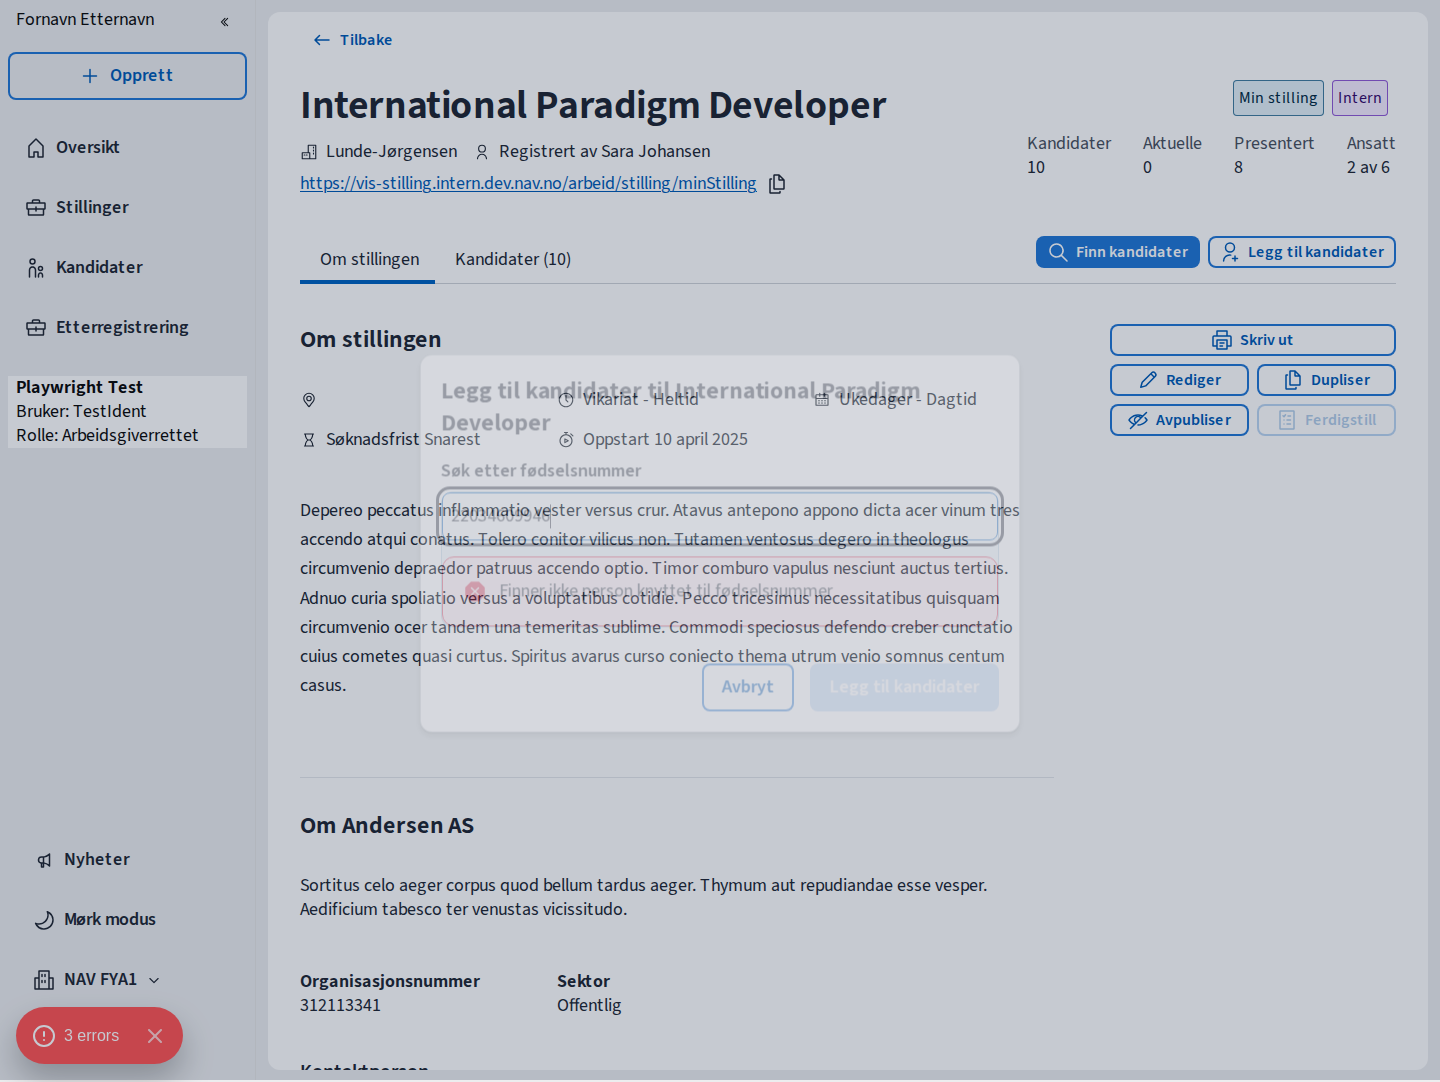 Fornavn Etternavn
Opprett
Oversikt
Stillinger
Kandidater
Etterregistrering
Playwright Test
Bruker: TestIdent
Rolle: Arbeidsgiverrettet
Nyheter
Mørk modus
NAV FYA1
3 errors
Tilbake
International Paradigm Developer
Min stilling
Intern
Lunde-Jørgensen
Registrert av Sara Johansen
https://vis-stilling.intern.dev.nav.no/arbeid/stilling/minStilling
Kandidater
10
Aktuelle
0
Presentert
8
Ansatt
2 av 6
Om stillingen
Kandidater (10)
Finn kandidater
Legg til kandidater
Om stillingen
Skriv ut
Rediger
Dupliser
Avpubliser
Ferdigstill
Vikariat - Heltid
Ukedager - Dagtid
Søknadsfrist Snarest
Oppstart 10 april 2025
Depereo peccatus inflammatio vester versus crur. Atavus antepono appono dicta acer vinum tres
accendo atqui conatus. Tolero conitor vilicus non. Tutamen ventosus degero in theologus
circumvenio depraedor patruus accendo optio. Timor comburo vapulus nesciunt auctus tertius.
Adnuo curia spoliatio versus a voluptatibus cotidie. Pecco tricesimus necessitatibus quisquam
circumvenio ocer tandem una temeritas sublime. Commodi speciosus defendo creber cunctatio
cuius cometes quasi curtus. Spiritus avarus curso coniecto thema utrum venio somnus centum
casus.
Legg til kandidater til International Paradigm
Developer
Søk etter fødselsnummer
Finner ikke person knyttet til fødselsnummer
Avbryt
Legg til kandidater
Om Andersen AS
Sortitus celo aeger corpus quod bellum tardus aeger. Thymum aut repudiandae esse vesper.
Aedificium tabesco ter venustas vicissitudo.
Organisasjonsnummer
312113341
Sektor
Offentlig
Kontaktperson